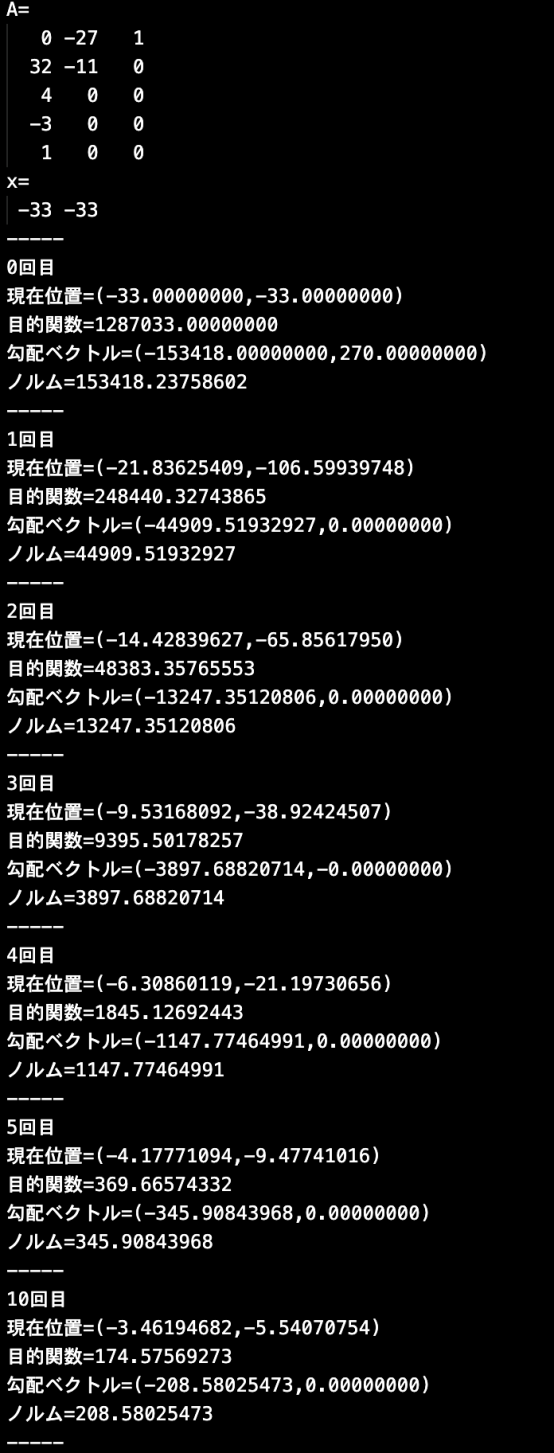 A=
0 -27 1
32 -11 0
4 0 0
-3 0 0
1 0 0
x=
-33 -33
-----
0回目
現在位置=(-33.00000000,-33.00000000)
目的関数=1287033.00000000
勾配ベクトル=(-153418.00000000,270.00000000)
ノルム=153418.23758602
-----
1回目
現在位置=(-21.83625409,-106.59939748)
目的関数=248440.32743865
勾配ベクトル=(-44909.51932927,0.00000000)
ノルム=44909.51932927
-----
2回目
現在位置=(-14.42839627,-65.85617950)
目的関数=48383.35765553
勾配ベクトル=(-13247.35120806,0.00000000)
ノルム=13247.35120806
-----
3回目
現在位置=(-9.53168092,-38.92424507)
目的関数=9395.50178257
勾配ベクトル=(-3897.68820714,-0.00000000)
ノルム=3897.68820714
-----
4回目
現在位置=(-6.30860119,-21.19730656)
目的関数=1845.12692443
勾配ベクトル=(-1147.77464991,0.00000000)
ノルム=1147.77464991
-----
5回目
現在位置=(-4.17771094,-9.47741016)
目的関数=369.66574332
勾配ベクトル=(-345.90843968,0.00000000)
ノルム=345.90843968
-----
10回目
現在位置=(-3.46194682,-5.54070754)
目的関数=174.57569273
勾配ベクトル=(-208.58025473,0.00000000)
ノルム=208.58025473
-----